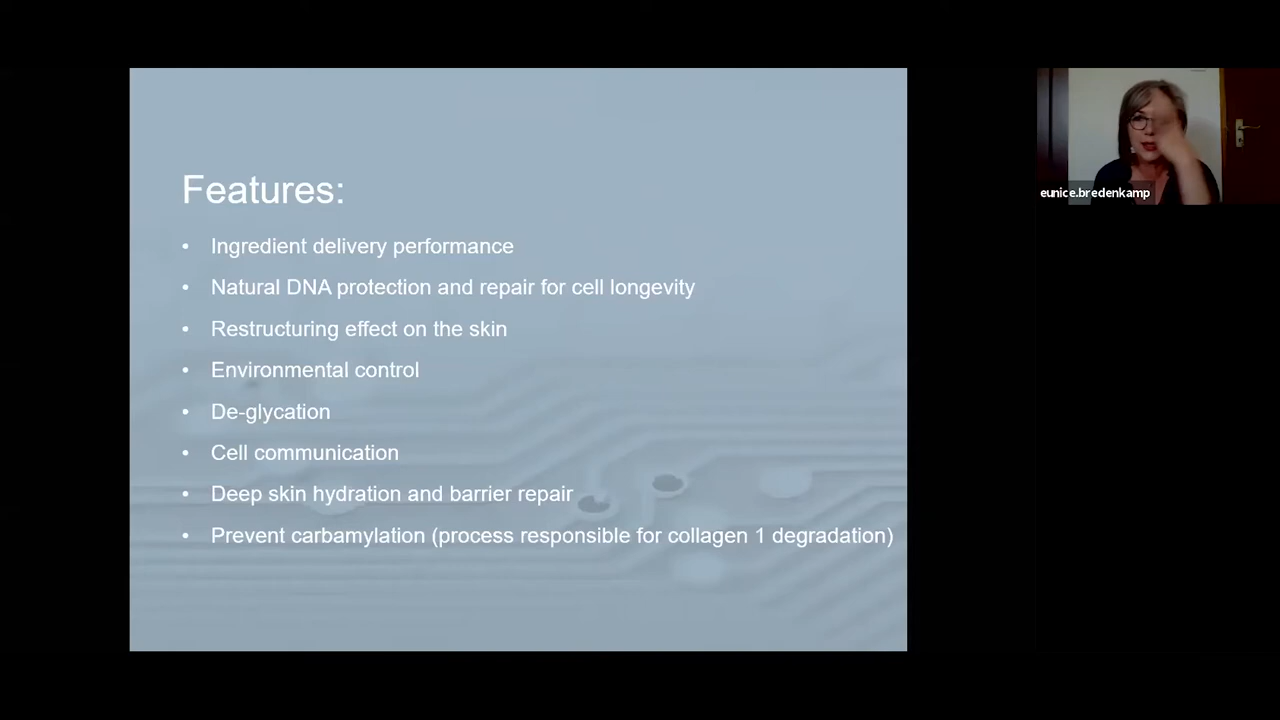 Features:
• Ingredient delivery performance
• Natural DNA protection and repair for cell longevity
• Restructuring effect on the skin
• Environmental control
• De-glycation
• Cell communication
• Deep skin hydration and barrier repair
• Prevent carbamylation (process responsible for collagen 1 degradation)
eunice.bredenkamp